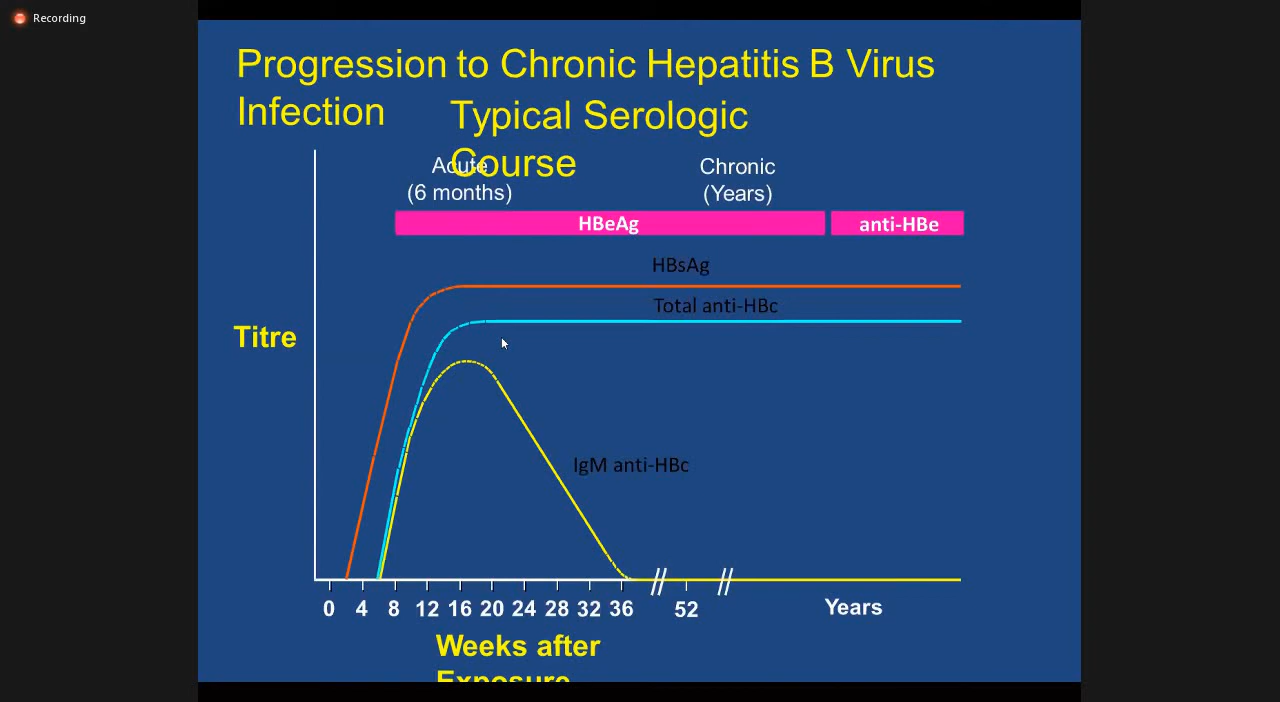 Recording
Progression to Chronic Hepatitis B Virus
Infection
Typical Serologic
Course
Acute
(6 months)
Chronic
(Years)
HBeAg
anti-HBe
HBsAg
Total anti-HBc
Titre
IgM anti-HBc
0 4 8 12 16 20 24 28 32 36 52 Years
Weeks after
Exposure